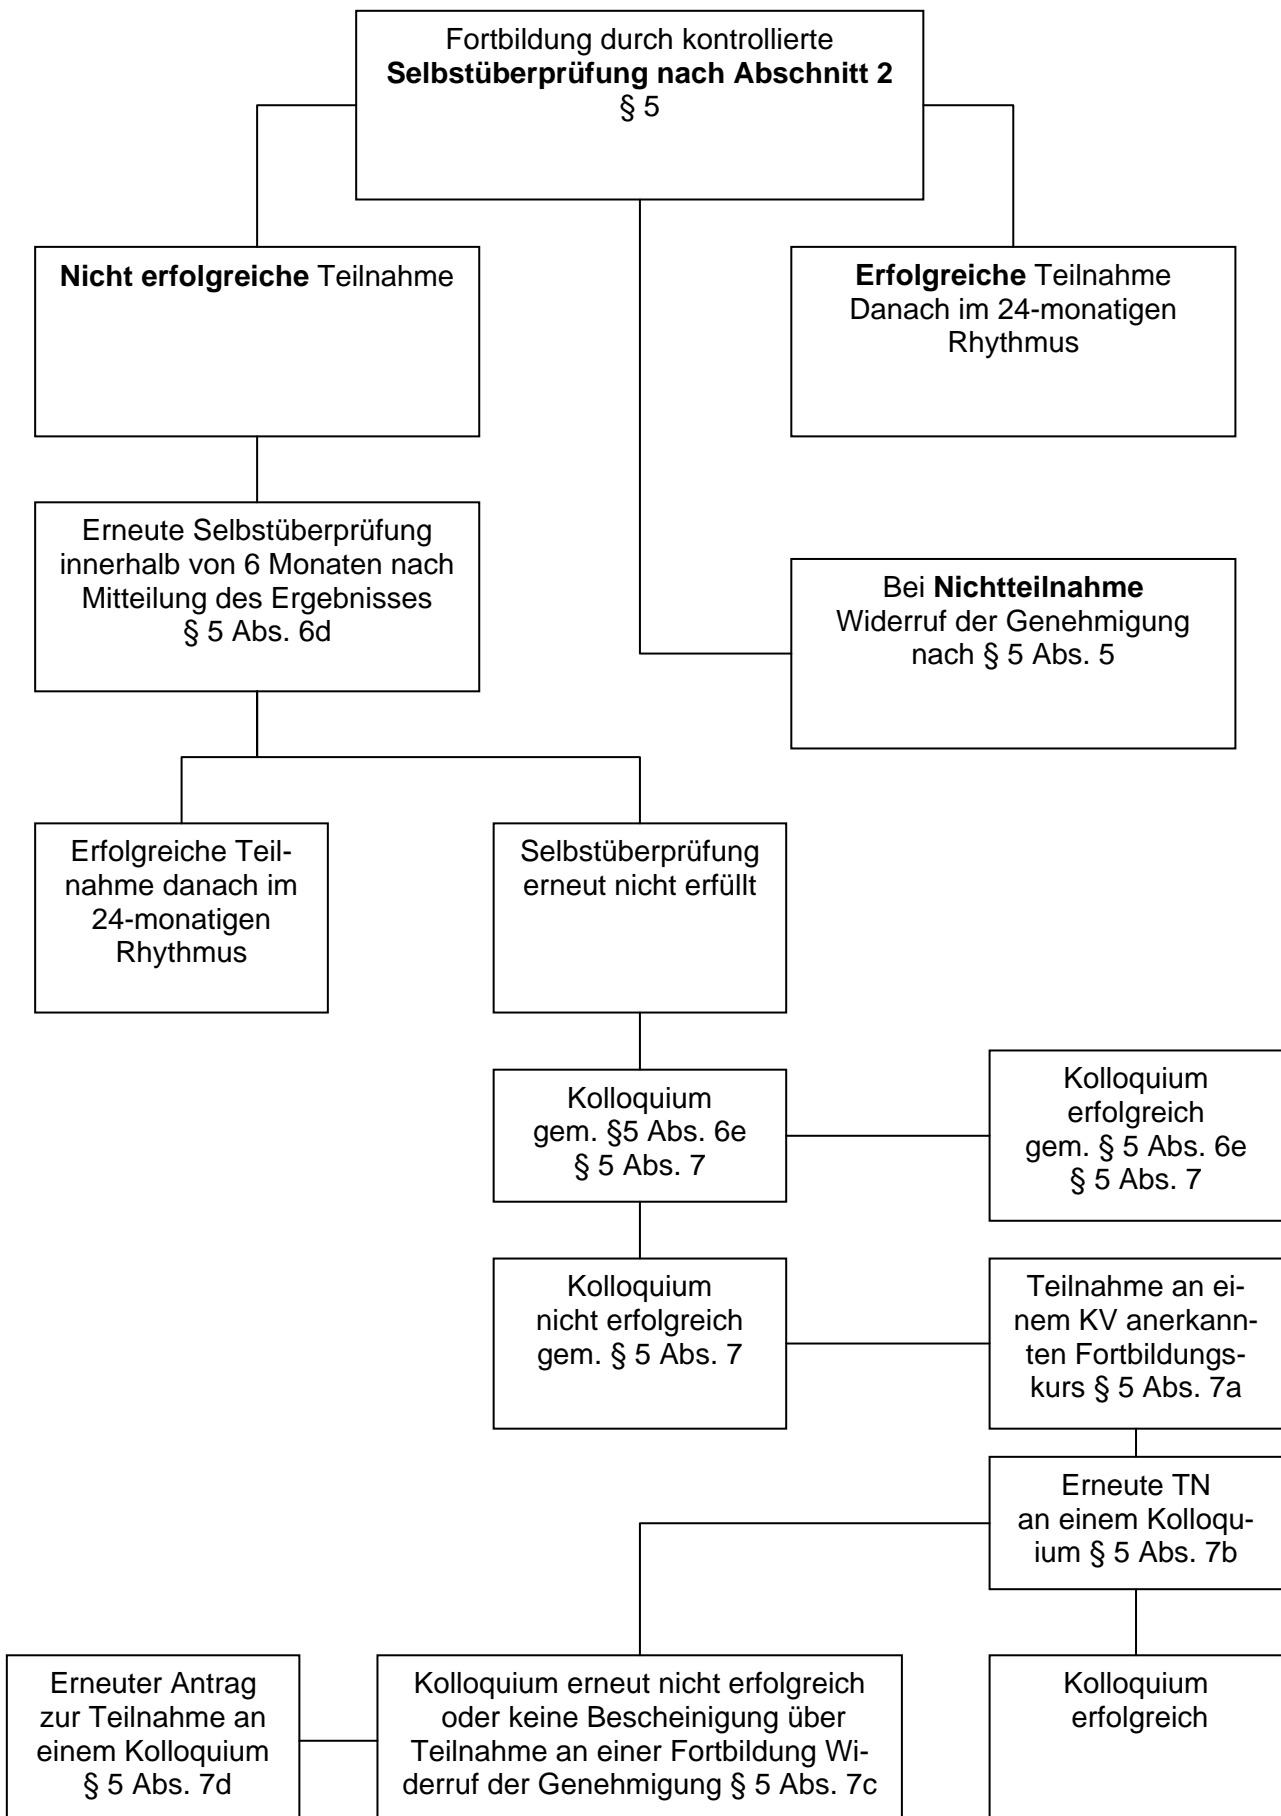 Fortbildung durch kontrollierte
Selbstüberprüfung nach Abschnitt 2
§ 5
Nicht erfolgreiche Teilnahme
Erfolgreiche Teilnahme
Danach im 24-monatigen
Rhythmus
Erneute Selbstüberprüfung
innerhalb von 6 Monaten nach
Mitteilung des Ergebnisses
§ 5 Abs. 6d
Bei Nichtteilnahme
Widerruf der Genehmigung
nach § 5 Abs. 5
Erfolgreiche Teil-
nahme danach im
24-monatigen
Rhythmus
Selbstüberprüfung
erneut nicht erfüllt
Kolloquium
gem. §5 Abs. 6e
§ 5 Abs. 7
Kolloquium
erfolgreich
gem. § 5 Abs. 6e
§ 5 Abs. 7
Kolloquium
nicht erfolgreich
gem. § 5 Abs. 7
Teilnahme an ei-
nem KV anerkann-
ten Fortbildungs-
kurs § 5 Abs. 7a
Erneute TN
an einem Kolloqu-
ium § 5 Abs. 7b
Erneuter Antrag
zur Teilnahme an
einem Kolloquium
§ 5 Abs. 7d
Kolloquium erneut nicht erfolgreich
oder keine Bescheinigung über
Teilnahme an einer Fortbildung Wi-
derruf der Genehmigung § 5 Abs. 7c
Kolloquium
erfolgreich